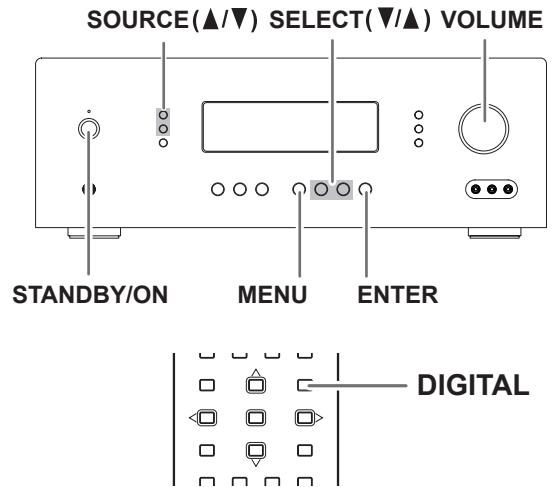 SOURCE(▲/▼) SELECT(▼/▲) VOLUME
STANDBY/ON MENU ENTER
DIGITAL